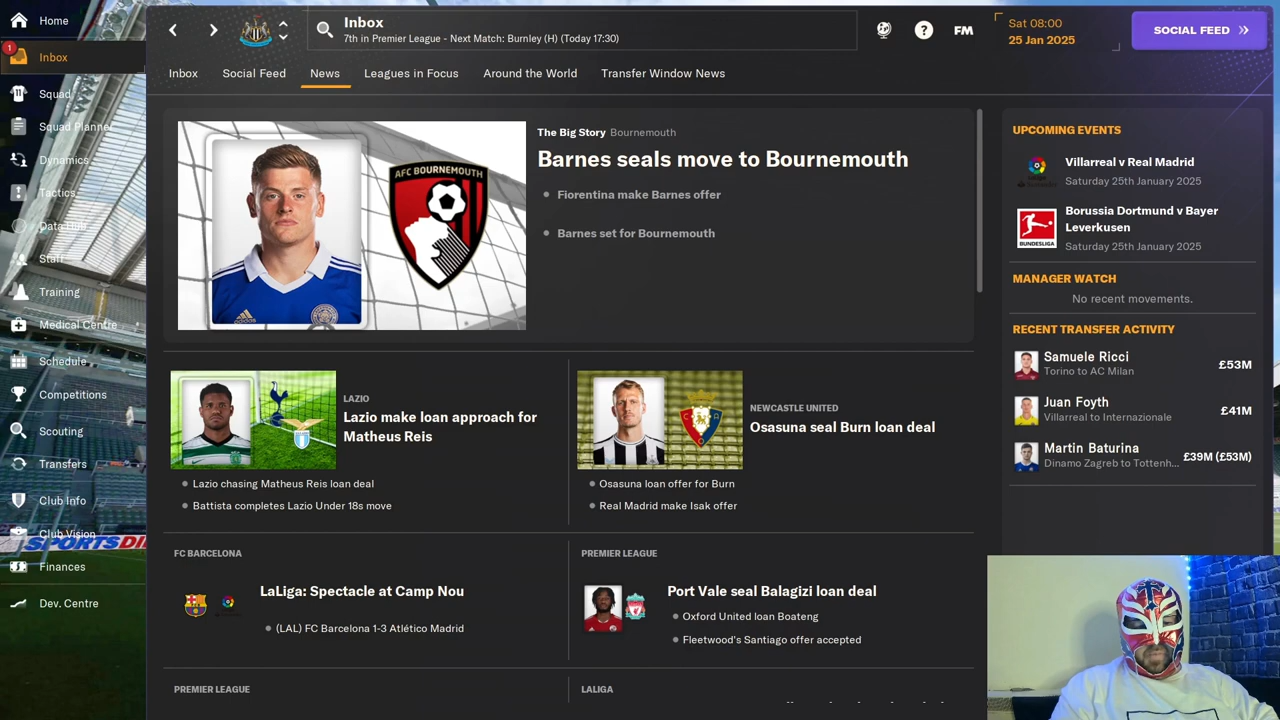 Home
1
Inbox
Squad
Squad Planner
Dynamics
Tactics
Data Hub
Staff
Training
Medical Centre
Schedule
Competitions
Scouting
Transfers
Club Info
Club Vision
SPORTS DI
Finances
Dev. Centre
Inbox
7th in Premier League - Next Match: Burnley (H) (Today 17:30)
?
FM
Sat 08:00
25 Jan 2025
SOCIAL FEED
Inbox
Social Feed
News
Leagues in Focus
Around the World
Transfer Window News
AFC BOURNEMOUTH
adidas
The Big Story Bournemouth
Barnes seals move to Bournemouth
Fiorentina make Barnes offer
Barnes set for Bournemouth
LAZIO
Lazio make loan approach for
Matheus Reis
Lazio chasing Matheus Reis loan deal
Battista completes Lazio Under 18s move
NEWCASTLE UNITED
Osasuna seal Burn loan deal
Osasuna loan offer for Burn
Real Madrid make Isak offer
FC BARCELONA
LaLiga: Spectacle at Camp Nou
(LAL) FC Barcelona 1-3 Atlético Madrid
PREMIER LEAGUE
Port Vale seal Balagizi loan deal
Oxford United loan Boateng
Fleetwood's Santiago offer accepted
PREMIER LEAGUE
LALIGA
UPCOMING EVENTS
Villarreal v Real Madrid
Saturday 25th January 2025
BUNDESLIGA
Borussia Dortmund v Bayer
Leverkusen
Saturday 25th January 2025
MANAGER WATCH
No recent movements.
RECENT TRANSFER ACTIVITY
Samuele Ricci
Torino to AC Milan
£53M
Juan Foyth
Villarreal to Internazionale
£41M
Martin Baturina
Dinamo Zagreb to Tottenh...
£39M (£53M)